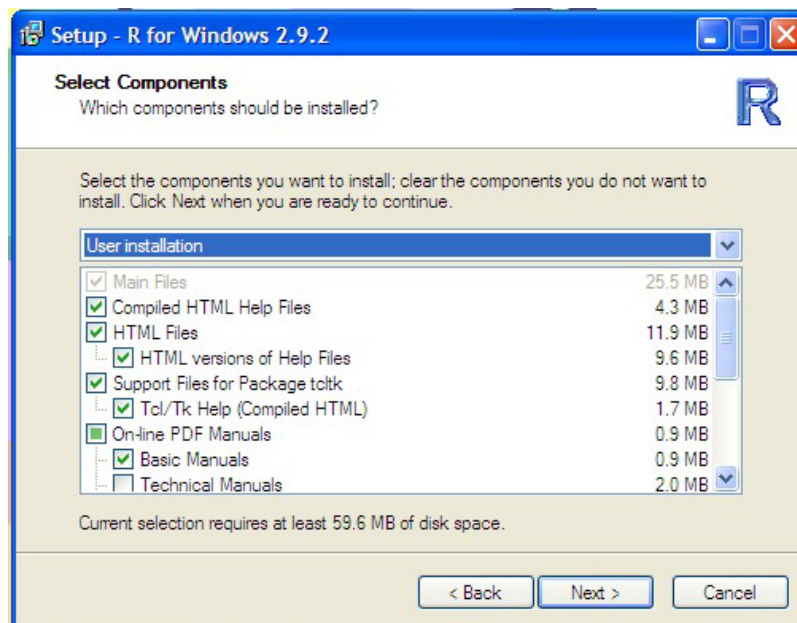 Setup - R for Windows 2.9.2
Select Components
Which components should be installed?
R
Select the components you want to install; clear the components you do not want to
install. Click Next when you are ready to continue.
User installation
Main Files 25.5 MB
Compiled HTML Help Files 4.3 MB
HTML Files 11.9 MB
HTML versions of Help Files 9.6 MB
Support Files for Package tcltk 9.8 MB
Tcl/Tk Help (Compiled HTML) 1.7 MB
On-line PDF Manuals 0.9 MB
Basic Manuals 0.9 MB
Technical Manuals 2.0 MB
Current selection requires at least 59.6 MB of disk space.
< Back Next > Cancel